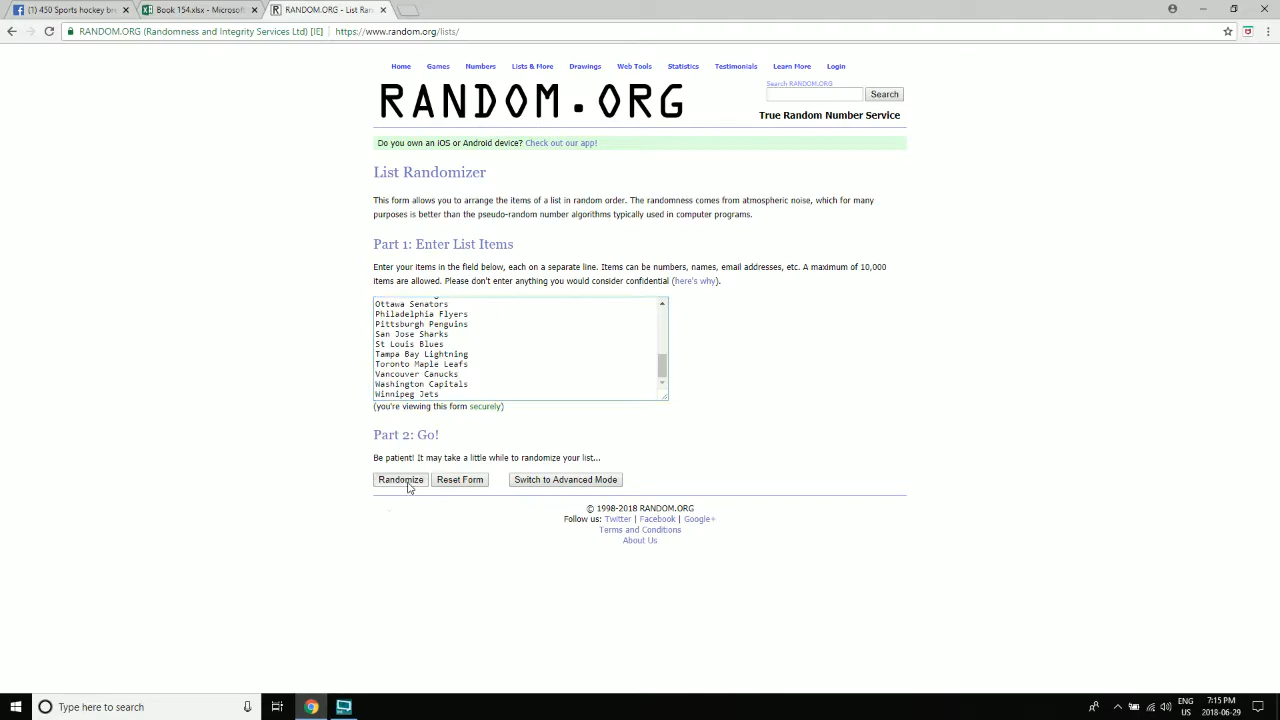 (1) 450 Sports hockey br
Book 154.xlsx - Microsof
RANDOM.ORG - List Ran
RANDOM.ORG (Randomness and Integrity Services Ltd) [IE] | https://www.random.org/lists/
Home Games Numbers Lists & More Drawings Web Tools Statistics Testimonials Learn More Login
RANDOM.ORG
Search RANDOM.ORG
Search
True Random Number Service
Do you own an iOS or Android device? Check out our app!
List Randomizer
This form allows you to arrange the items of a list in random order. The randomness comes from atmospheric noise, which for many
purposes is better than the pseudo-random number algorithms typically used in computer programs.
Part 1: Enter List Items
Enter your items in the field below, each on a separate line. Items can be numbers, names, email addresses, etc. A maximum of 10,000
items are allowed. Please don't enter anything you would consider confidential (here's why).
Ottawa Senators
Philadelphia Flyers
Pittsburgh Penguins
San Jose Sharks
St Louis Blues
Tampa Bay Lightning
Toronto Maple Leafs
Vancouver Canucks
Washington Capitals
Winnipeg Jets
(you're viewing this form securely)
Part 2: Go!
Be patient! It may take a little while to randomize your list...
Randomize Reset Form Switch to Advanced Mode
© 1998-2018 RANDOM.ORG
Follow us: Twitter | Facebook | Google+
Terms and Conditions
About Us
Type here to search
ENG
US
7:15 PM
2018-06-29